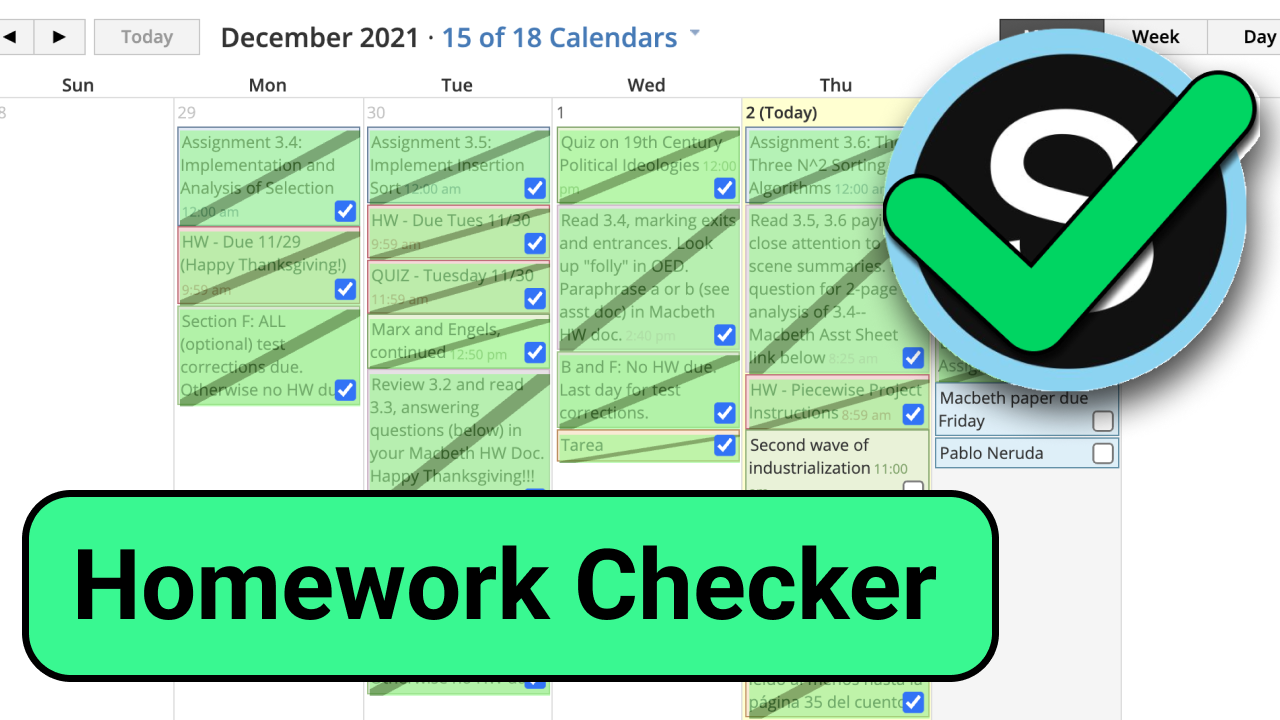 Today
December 2021 · 15 of 18 Calendars
Week
Day
Sun
Mon
Tue
Wed
Thu
8
29
Assignment 3.4:
Implementation and
Analysis of Selection
12:00 am
HW - Due 11/29
(Happy Thanksgiving!)
9:59 am
Section F: ALL
(optional) test
corrections due.
Otherwise no HW du
30
Assignment 3.5:
Implement Insertion
Sort 12:00 am
HW - Due Tues 11/30
9:59 am
QUIZ - Tuesday 11/30
11:59 am
Marx and Engels,
continued 12:50 pm
Review 3.2 and read
3.3, answering
questions (below) in
your Macbeth HW Doc.
Happy Thanksgiving!!!
1
Quiz on 19th Century
Political Ideologies 12:00
pm
Read 3.4, marking exits
and entrances. Look
up "folly" in OED.
Paraphrase a or b (see
asst doc) in Macbeth
HW doc. 2:40 pm
B and F: No HW due.
Last day for test
corrections.
Tarea
2 (Today)
Assignment 3.6: The
Three N^2 Sorting
Algorithms 12:00 am
Read 3.5, 3.6 payi
close attention to
scene summaries.
question for 2-page
analysis of 3.4--
Macbeth Asst Sheet
link below 8:25 am
HW - Piecewise Project
Instructions 8:59 am
Second wave of
industrialization 11:00
página 35 del cuento
Macbeth paper due
Friday
Pablo Neruda
S
Homework Checker